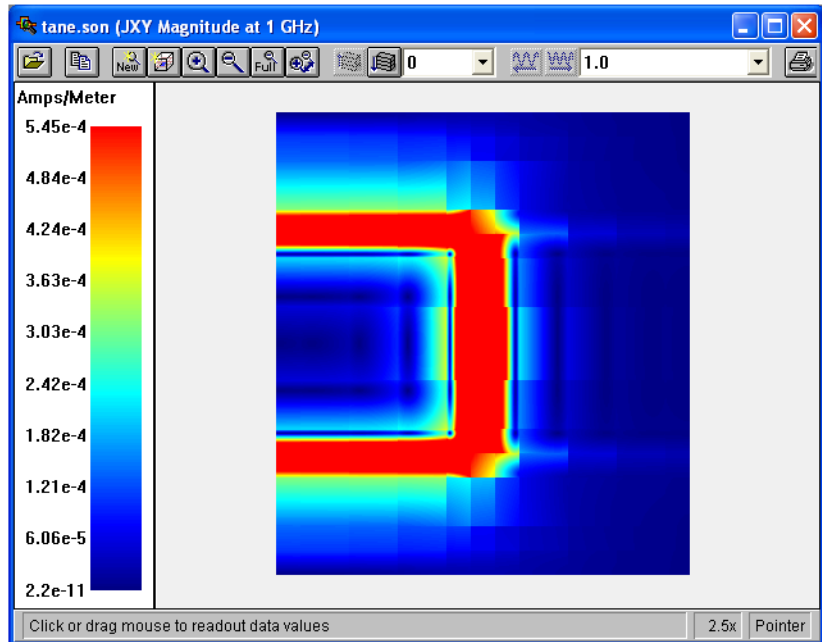 tane.son (JXY Magnitude at 1 GHz)
New Full 0 1.0
Amps/Meter
5.45e-4
4.84e-4
4.24e-4
3.63e-4
3.03e-4
2.42e-4
1.82e-4
1.21e-4
6.06e-5
2.2e-11
Click or drag mouse to readout data values 2.5x Pointer